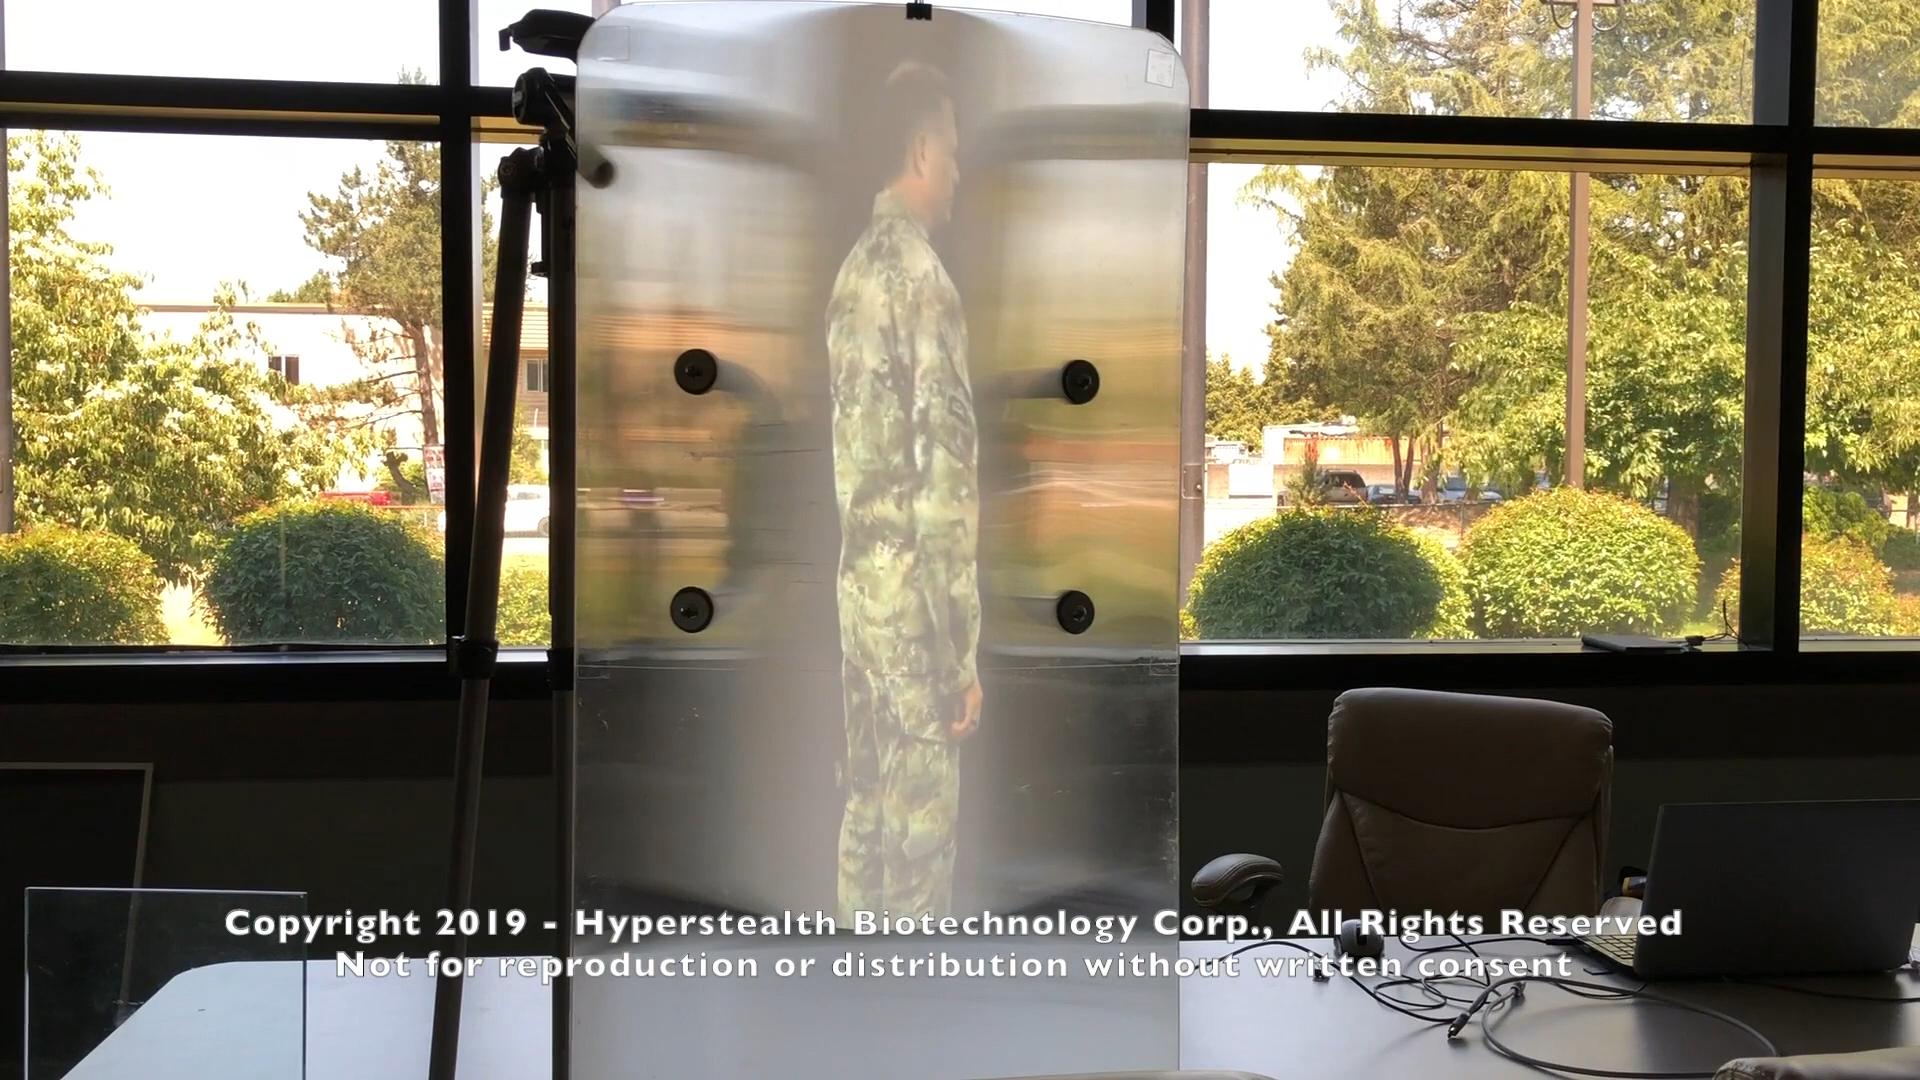 Copyright 2019 - Hyperstealth Biotechnology Corp., All Rights Reserved
Not for reproduction or distribution without written consent